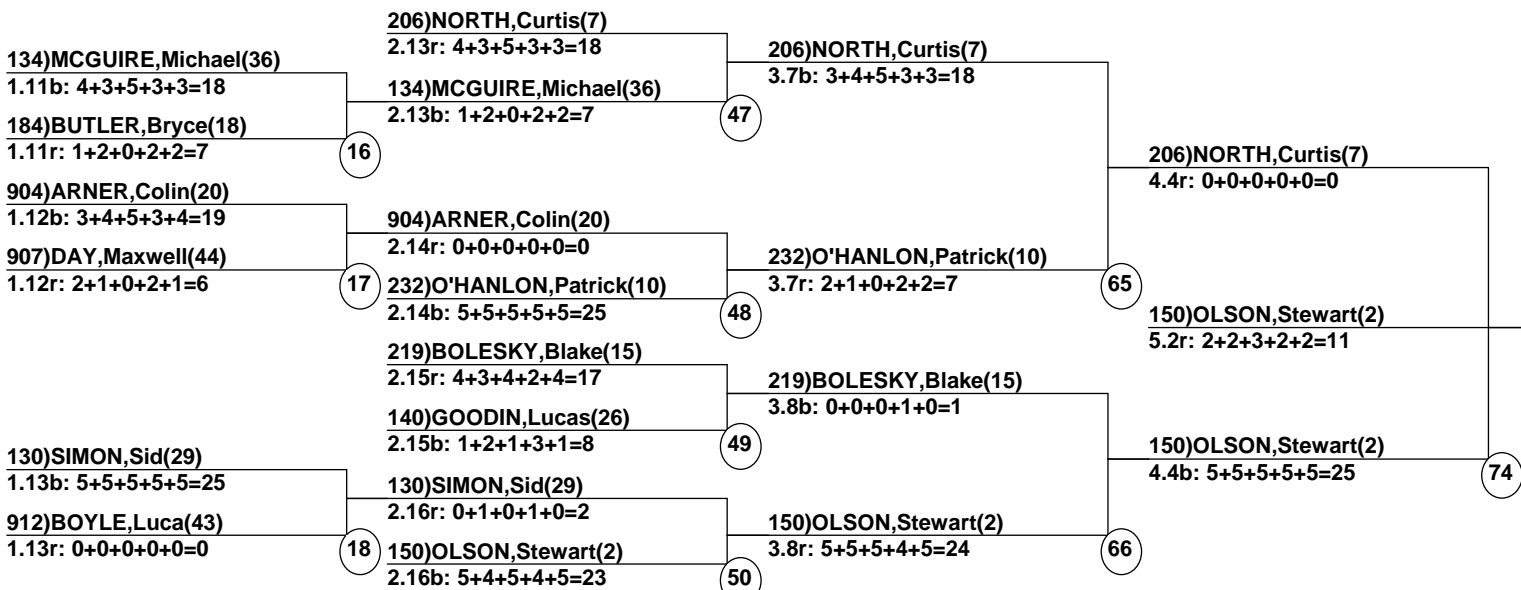 134)MCGUIRE,Michael(36)
1.11b: 4+3+5+3+3=18
184)BUTLER,Bryce(18)
1.11r: 1+2+0+2+2=7
16
904)ARNER,Colin(20)
1.12b: 3+4+5+3+4=19
907)DAY,Maxwell(44)
1.12r: 2+1+0+2+1=6
17
130)SIMON,Sid(29)
1.13b: 5+5+5+5+5=25
912)BOYLE,Luca(43)
1.13r: 0+0+0+0+0=0
18
206)NORTH,Curtis(7)
2.13r: 4+3+5+3+3=18
134)MCGUIRE,Michael(36)
2.13b: 1+2+0+2+2=7
47
904)ARNER,Colin(20)
2.14r: 0+0+0+0+0=0
232)O'HANLON,Patrick(10)
2.14b: 5+5+5+5+5=25
48
219)BOLESKY,Blake(15)
2.15r: 4+3+4+2+4=17
140)GOODIN,Lucas(26)
2.15b: 1+2+1+3+1=8
49
130)SIMON,Sid(29)
2.16r: 0+1+0+1+0=2
150)OLSON,Stewart(2)
2.16b: 5+4+5+4+5=23
50
206)NORTH,Curtis(7)
3.7b: 3+4+5+3+3=18
232)O'HANLON,Patrick(10)
3.7r: 2+1+0+2+2=7
65
219)BOLESKY,Blake(15)
3.8b: 0+0+0+1+0=1
150)OLSON,Stewart(2)
3.8r: 5+5+5+4+5=24
66
206)NORTH,Curtis(7)
4.4r: 0+0+0+0+0=0
150)OLSON,Stewart(2)
5.2r: 2+2+3+2+2=11
150)OLSON,Stewart(2)
4.4b: 5+5+5+5+5=25
74